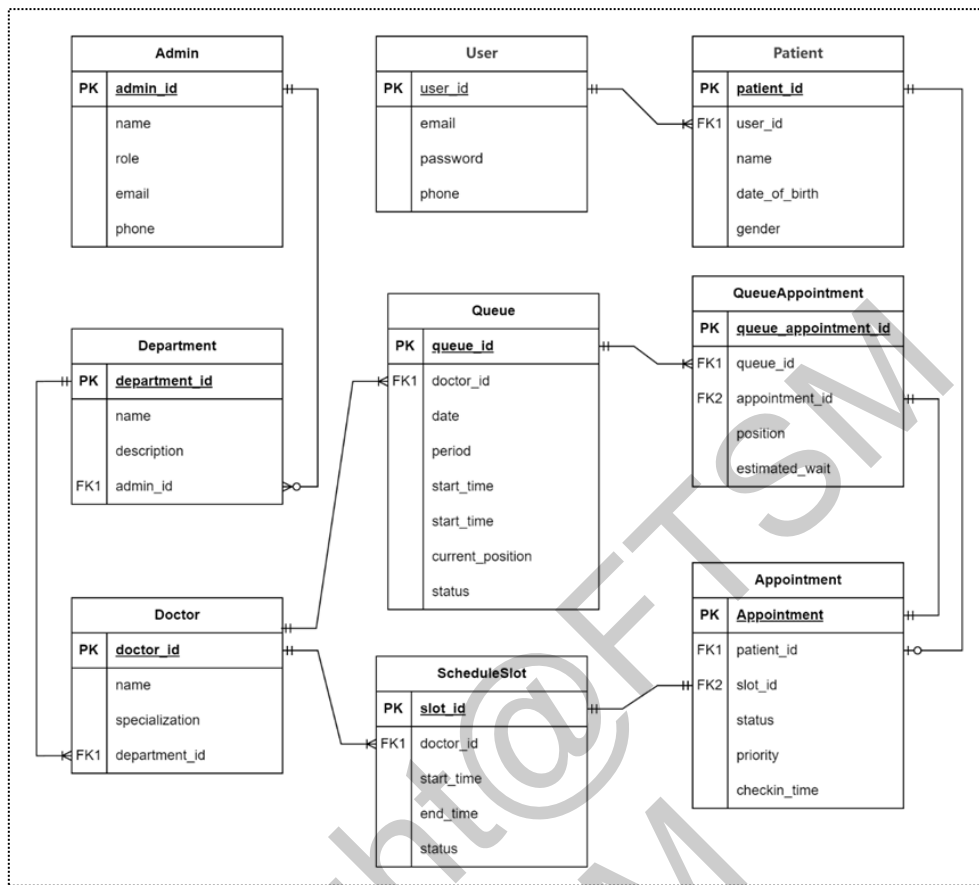 Admin
PK admin_id
name
role
email
phone
User
PK user_id
email
password
phone
Patient
PK patient_id
FK1 user_id
name
date_of_birth
gender
Department
PK department_id
name
description
FK1 admin_id
Queue
PK queue_id
FK1 doctor_id
date
period
start_time
start_time
current_position
status
QueueAppointment
PK queue_appointment_id
FK1 queue_id
FK2 appointment_id
position
estimated_wait
Doctor
PK doctor_id
name
specialization
FK1 department_id
ScheduleSlot
PK slot_id
FK1 doctor_id
start_time
end_time
status
Appointment
PK Appointment
FK1 patient_id
FK2 slot_id
status
priority
checkin_time
ht@FTSM